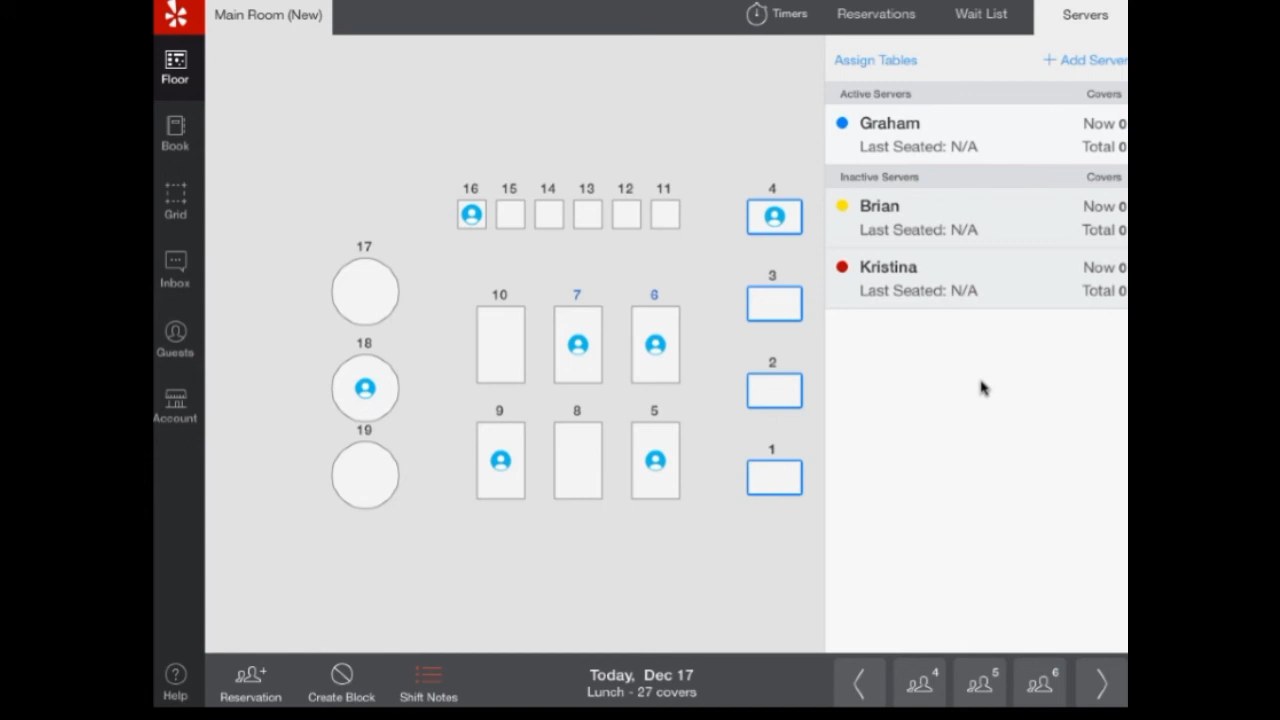 Main Room (New)
Timers
Reservations
Wait List
Servers
Floor
Book
Grid
Inbox
Guests
Account
Help
16 15 14 13 12 11
4
17
3
10 7 6
18
2
9 8 5
19
1
Assign Tables
+ Add Server
Active Servers Covers
Graham Now 0
Last Seated: N/A Total 0
Inactive Servers Covers
Brian Now 0
Last Seated: N/A Total 0
Kristina Now 0
Last Seated: N/A Total 0
Reservation
Create Block
Shift Notes
Today, Dec 17
Lunch - 27 covers
4
5
6